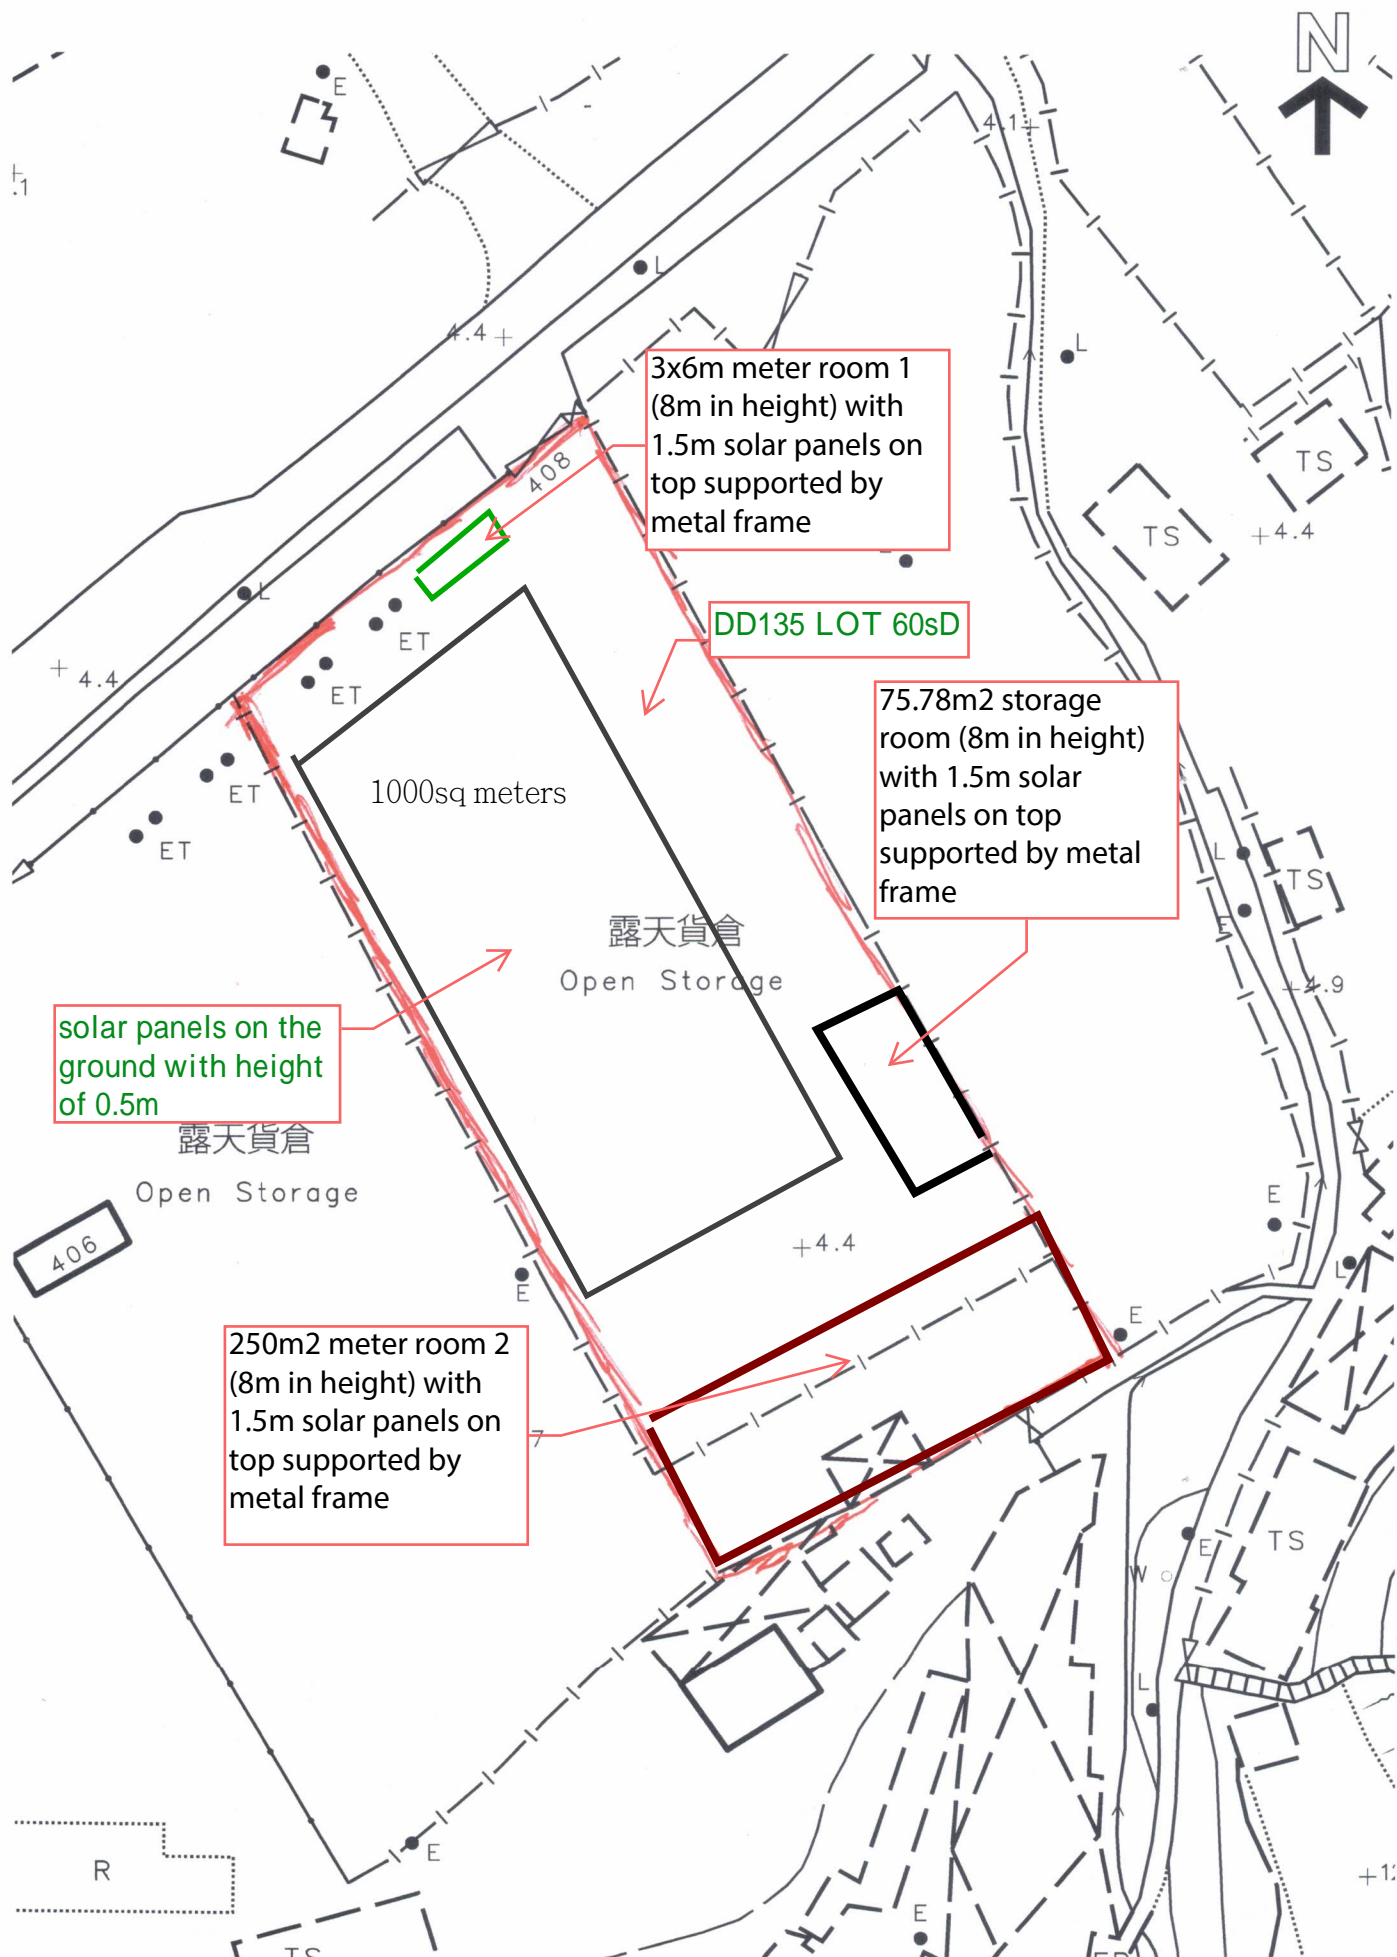 N
E
4.1
.1
L
4.4
L
3x6m meter room 1
(8m in height) with
1.5m solar panels on
top supported by
metal frame
408
TS
TS
4.4
L
ET
DD135 LOT 60sD
4.4
ET
75.78m2 storage
room (8m in height)
with 1.5m solar
panels on top
supported by metal
frame
1000sq meters
ET
ET
L
TS
E
露天貨倉
Open Storage
4.9
solar panels on the
ground with height
of 0.5m
露天貨倉
Open Storage
E
406
4.4
L
E
E
250m2 meter room 2
(8m in height) with
1.5m solar panels on
top supported by
metal frame
7
E
TS
W
L
E
R
E
TS